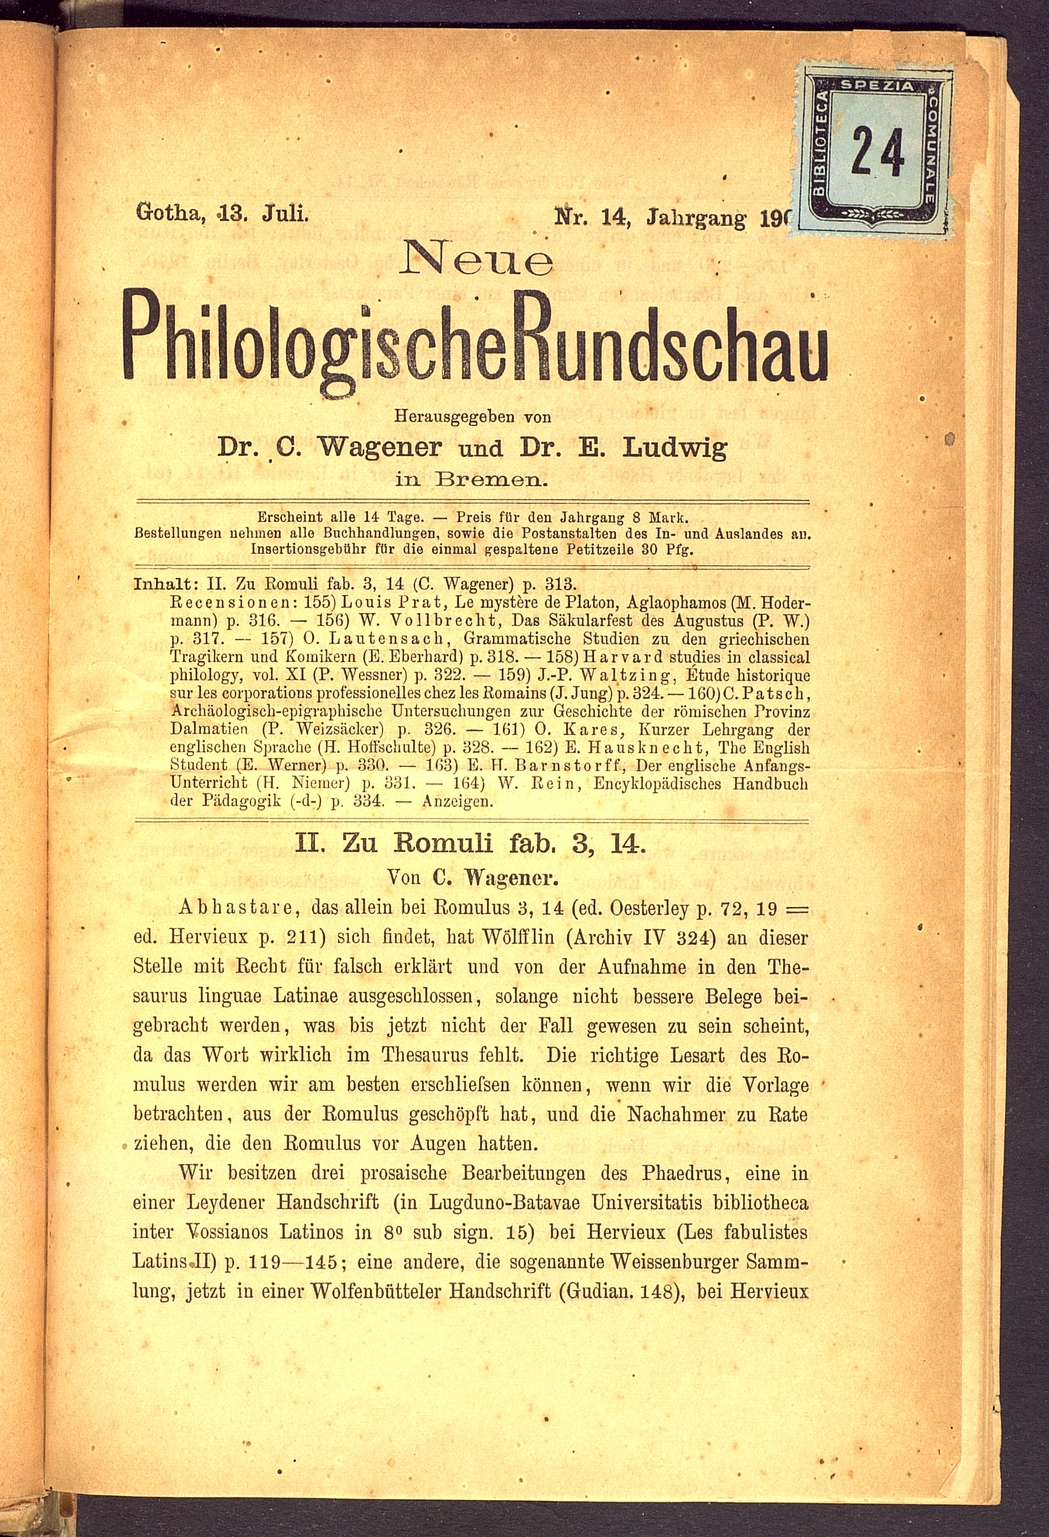 BIBLIOTECA SPEZIA COMUNALE
24
Gotha, 13. Juli. Nr. 14, Jahrgang
Neue
Philologische Rundschau
Herausgegeben von
Dr. C. Wagener und Dr. E. Ludwig
in Bremen.
Erscheint alle 14 Tage. — Preis für den Jahrgang 8 Mark.
Bestellungen nehmen alle Buchhandlungen, sowie die Postanstalten des In- und Auslandes an.
Insertionsgebühr für die einmal gespaltene Petitzeile 30 Pfg.
Inhalt: II. Zu Romuli fab. 3, 14 (C. Wagener) p. 313.
Recensionen: 155) Louis Prat, Le mystère de Platon, Aglaophamos (M. Hoder-
mann) p. 316. — 156) W. Vollbrecht, Das Säkularfest des Augustus (P. W.)
p. 317. — 157) O. Lautensach, Grammatische Studien zu den griechischen
Tragikern und Komikern (E. Eberhard) p. 318. — 158) Harvard studies in classical
philology, vol. XI (P. Wessner) p. 322. — 159) J.-P. Waltzing, Étude historique
sur les corporations professionelles chez les Romains (J. Jung) p. 324. — 160) C. Patsch,
Archäologisch-epigraphische Untersuchungen zur Geschichte der römischen Provinz
Dalmatien (P. Weizsäcker) p. 326. — 161) O. Kares, Kurzer Lehrgang der
englischen Sprache (H. Hoffschulte) p. 328. — 162) E. Hausknecht, The English
Student (E. Werner) p. 330. — 163) E. H. Barnstorff, Der englische Anfangs-
Unterricht (H. Niemer) p. 331. — 164) W. Rein, Encyklopädisches Handbuch
der Pädagogik (-d-) p. 334. — Anzeigen.
II. Zu Romuli fab. 3, 14.
Von C. Wagener.
Abhastare, das allein bei Romulus 3, 14 (ed. Oesterley p. 72, 19 =
ed. Hervieux p. 211) sich findet, hat Wölfflin (Archiv IV 324) an dieser
Stelle mit Recht für falsch erklärt und von der Aufnahme in den The-
saurus linguae Latinae ausgeschlossen, solange nicht bessere Belege bei-
gebracht werden, was bis jetzt nicht der Fall gewesen zu sein scheint,
da das Wort wirklich im Thesaurus fehlt. Die richtige Lesart des Ro-
mulus werden wir am besten erschliefsen können, wenn wir die Vorlage
betrachten, aus der Romulus geschöpft hat, und die Nachahmer zu Rate
ziehen, die den Romulus vor Augen hatten.
Wir besitzen drei prosaische Bearbeitungen des Phaedrus, eine in
einer Leydener Handschrift (in Lugduno-Batavae Universitatis bibliotheca
inter Vossianos Latinos in 8º sub sign. 15) bei Hervieux (Les fabulistes
Latins II) p. 119—145; eine andere, die sogenannte Weissenburger Samm-
lung, jetzt in einer Wolfenbütteler Handschrift (Gudian. 148), bei Hervieux